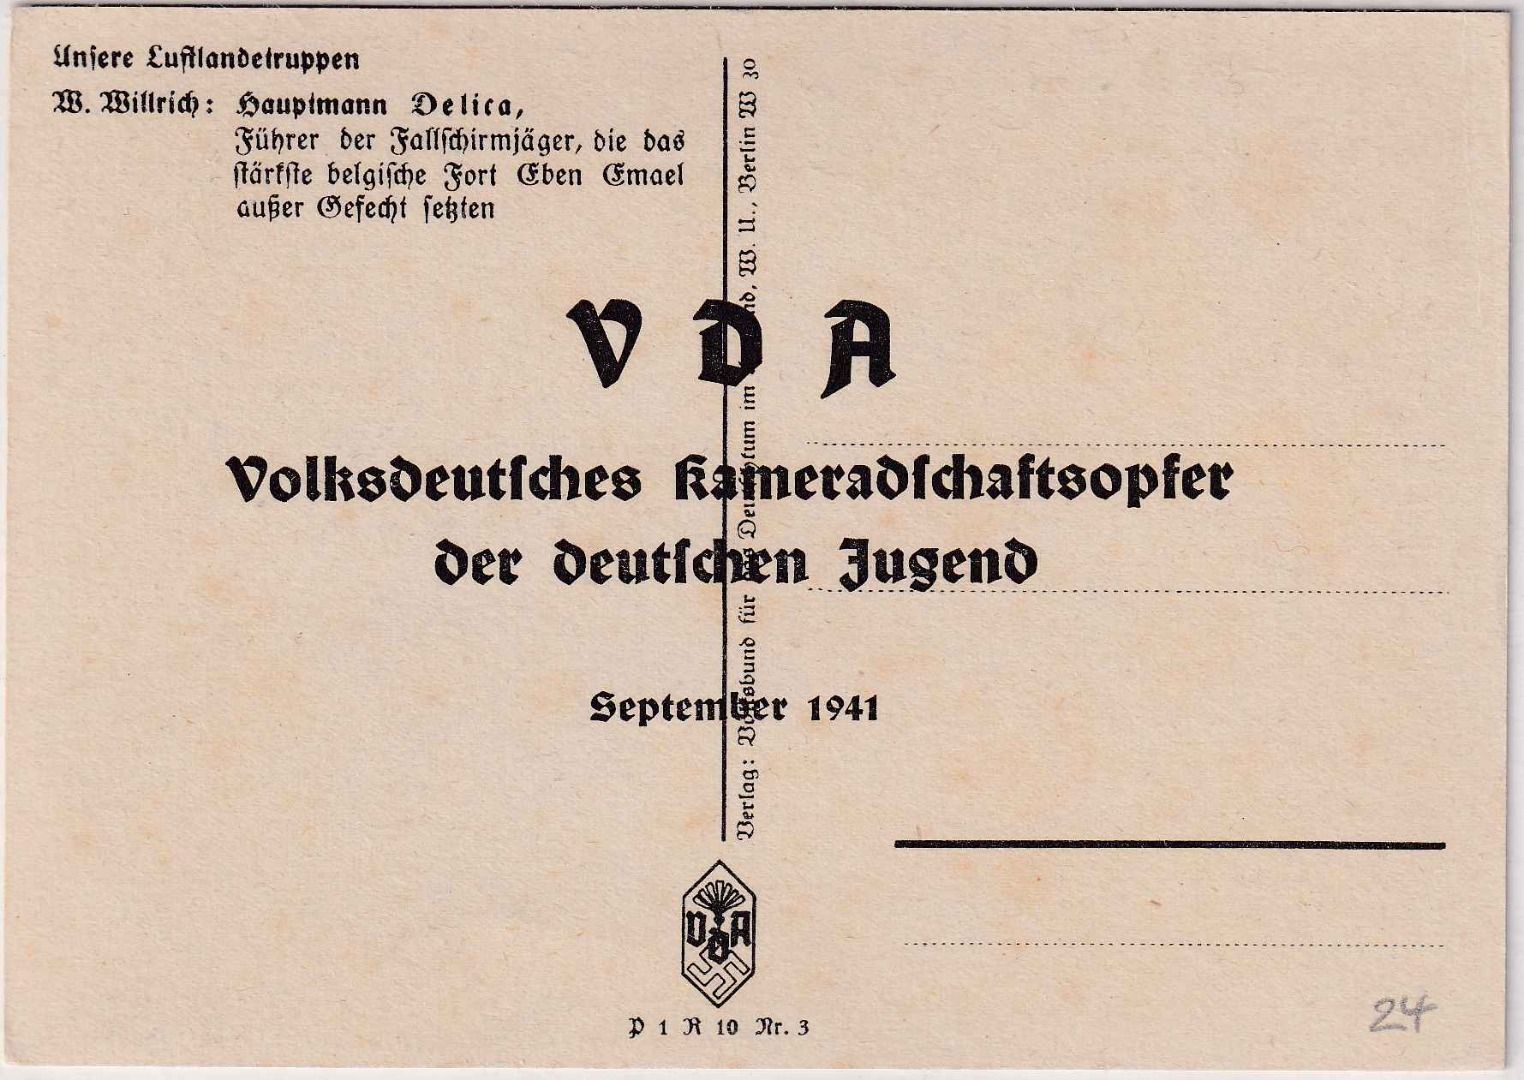 Unsere Luftlandetruppen
W. Willrich: Hauptmann Delica,
Führer der Fallschirmjäger, die das
stärkste belgische Fort Eben Emael
außer Gefecht setzten
VDA
Volksdeutsches Kameradschaftsopfer
der deutschen Jugend
September 1941
Verlag: Volksbund für das Deutschtum im Ausland, W. U., Berlin W 30
VDA
P 1 R 10 Nr. 3
24